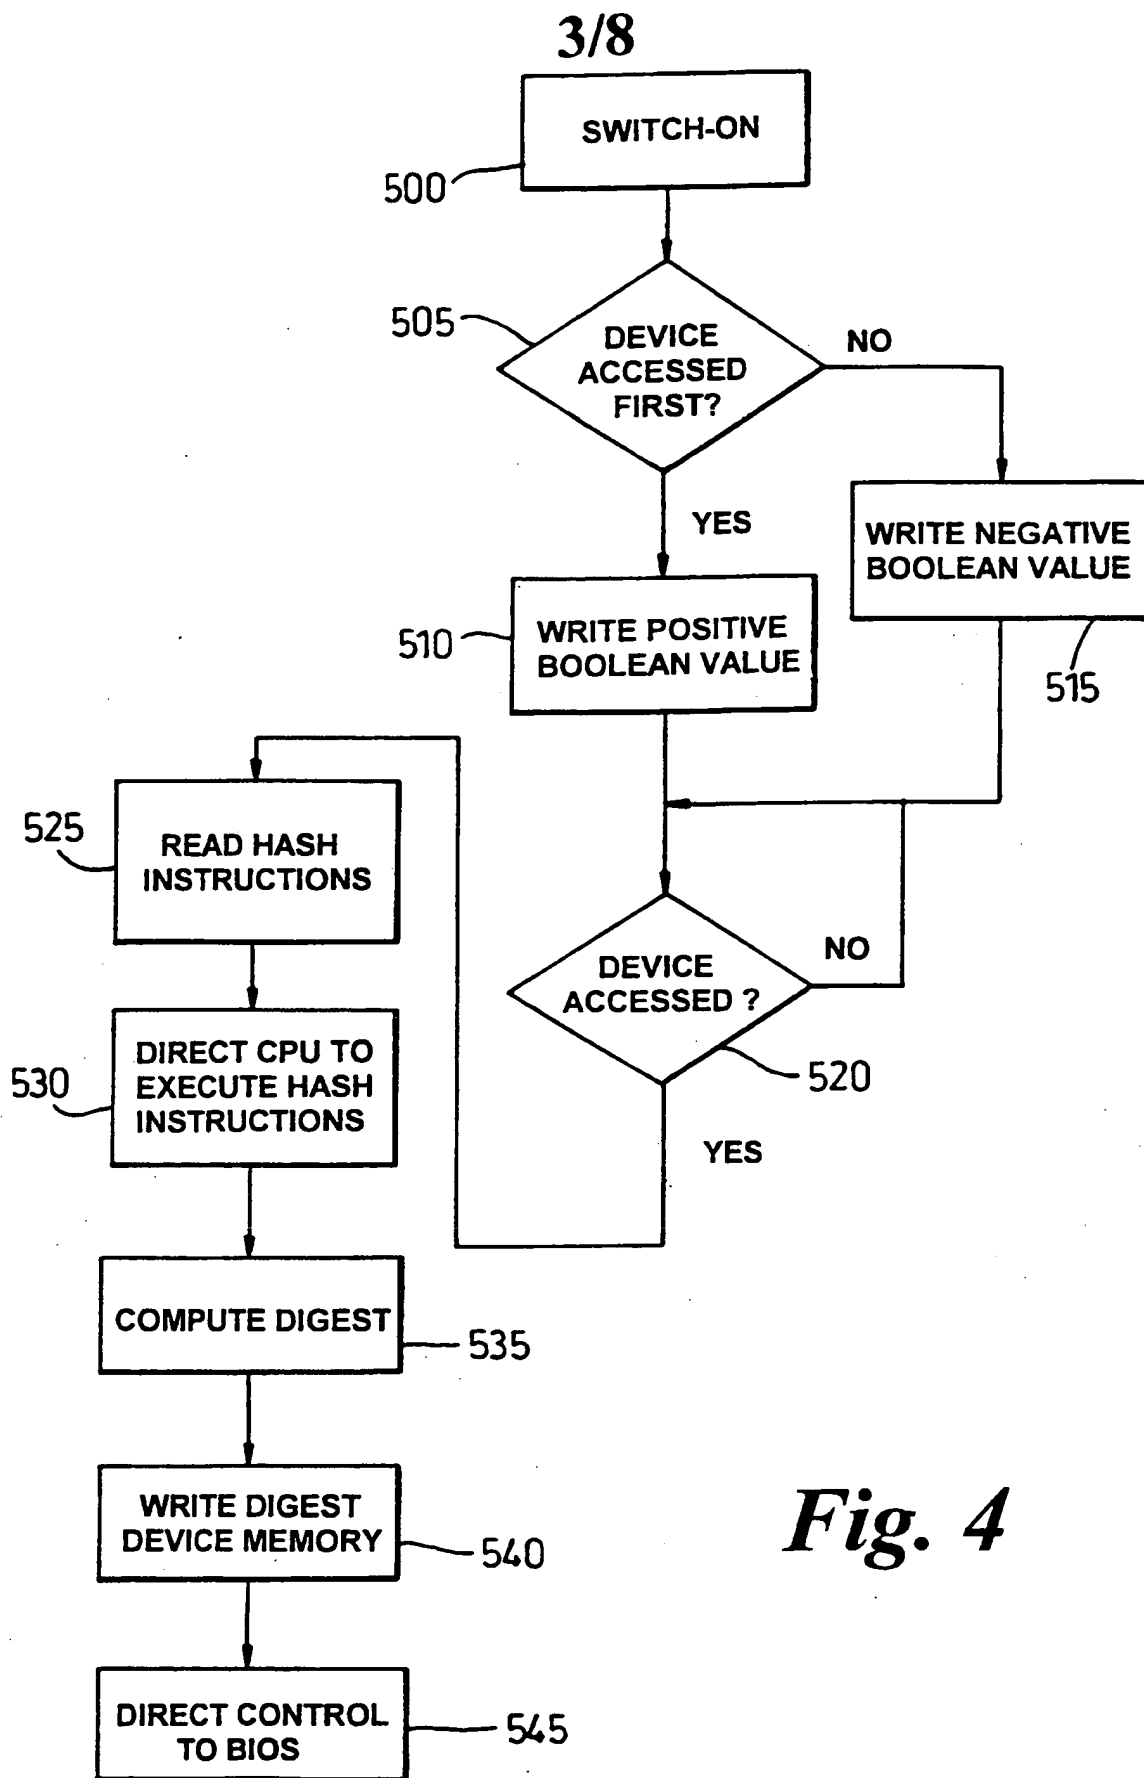 3/8
SWITCH-ON
500
505
DEVICE
ACCESSED
FIRST?
NO
YES
WRITE NEGATIVE
BOOLEAN VALUE
515
510
WRITE POSITIVE
BOOLEAN VALUE
525
READ HASH
INSTRUCTIONS
DEVICE
ACCESSED ?
NO
520
YES
530
DIRECT CPU TO
EXECUTE HASH
INSTRUCTIONS
COMPUTE DIGEST
535
WRITE DIGEST
DEVICE MEMORY
540
DIRECT CONTROL
TO BIOS
545
Fig. 4